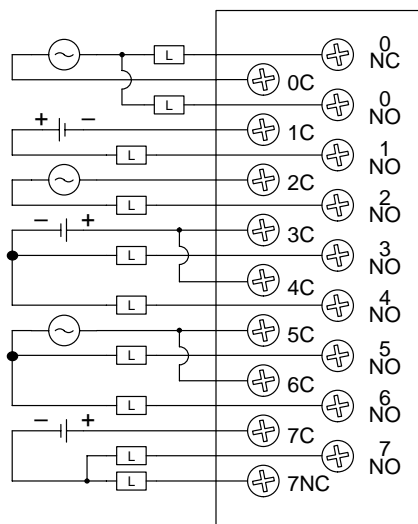 L 0
NC
0C
L 0
NO
+ − 1C
L 1
NO
2C
L 2
NO
− + 3C
L 3
NO
4C
L 4
NO
5C
L 5
NO
6C
L 6
NO
− + 7C
L 7
NO
L 7NC